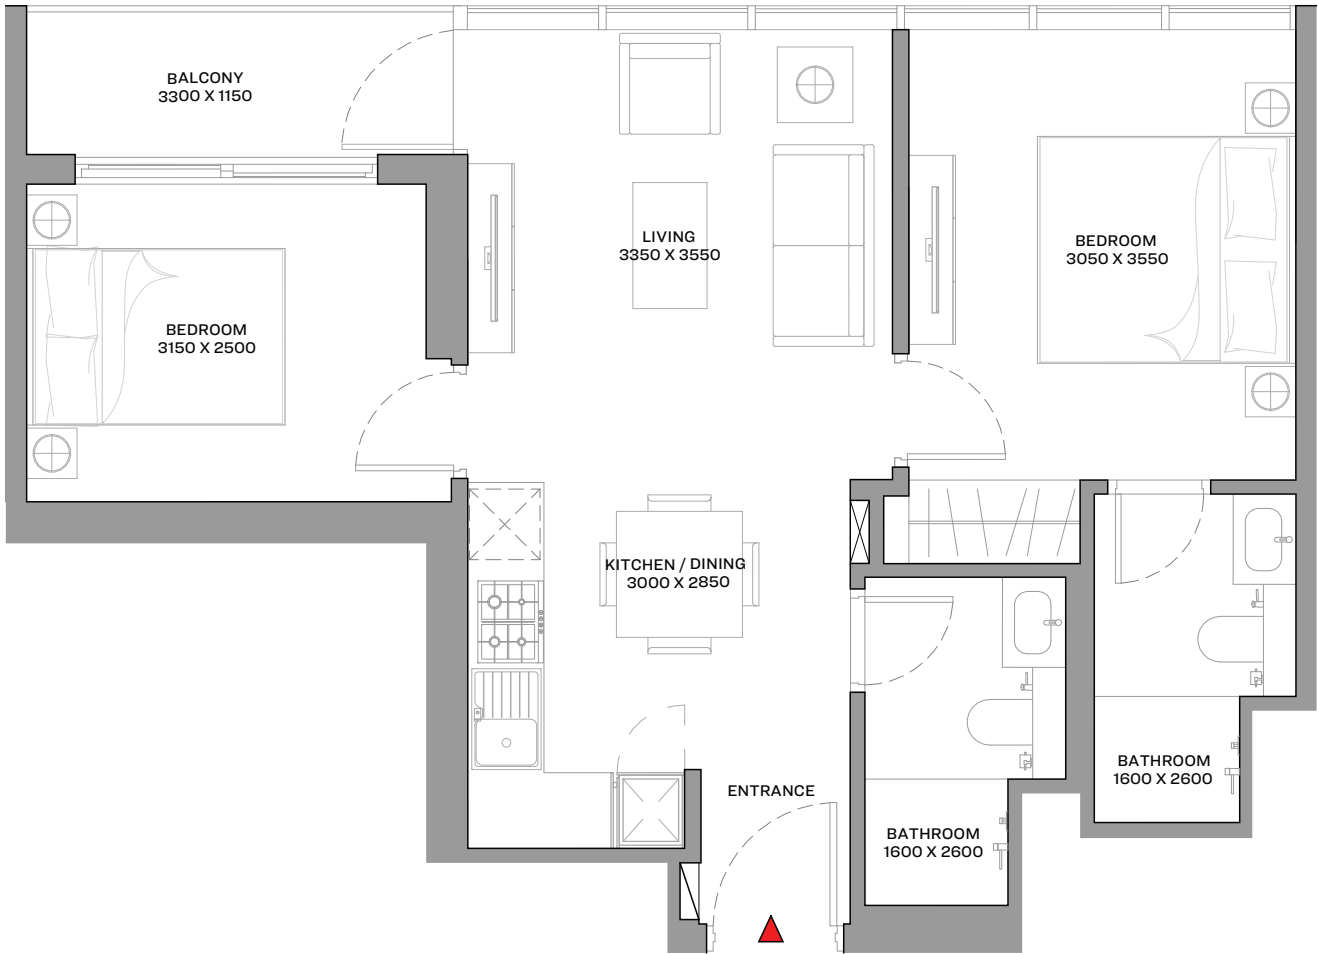 BALCONY
3300 X 1150
LIVING
3350 X 3550
BEDROOM
3050 X 3550
BEDROOM
3150 X 2500
KITCHEN / DINING
3000 X 2850
BATHROOM
1600 X 2600
ENTRANCE
BATHROOM
1600 X 2600